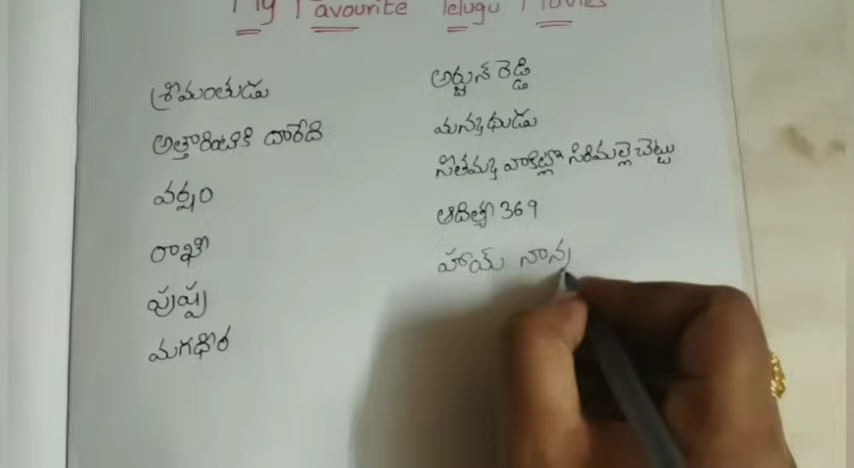 My Favourite Telugu Movies
శ్రీమంతుడు
అత్తారింటికి దారేది
వర్షం
రాఖీ
పుష్ప
మగధీర
అర్జున్ రెడ్డి
మన్మధుడు
సీతమ్మ వాకిట్లో సిరిమల్లె చెట్టు
ఆదిత్య 369
హాయ్ నాన్న